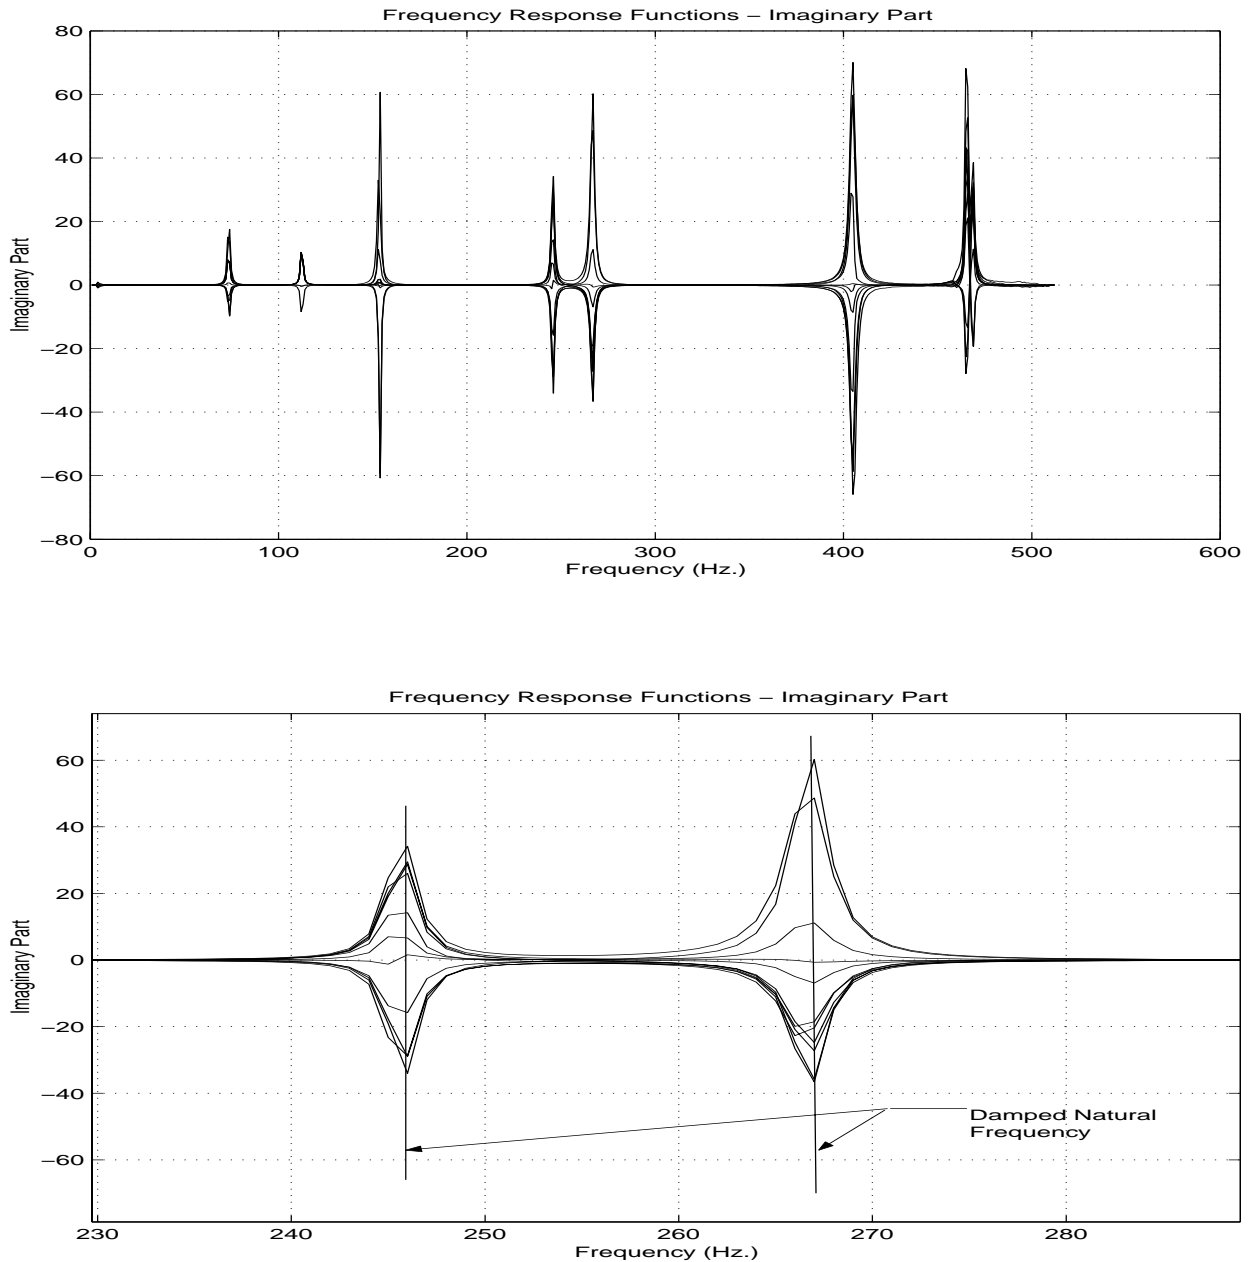 Frequency Response Functions – Imaginary Part
80
60
40
20
0
–20
–40
–60
–80
Imaginary Part
0 100 200 300 400 500 600
Frequency (Hz.)
Frequency Response Functions – Imaginary Part
60
40
20
0
–20
–40
–60
Imaginary Part
Damped Natural
Frequency
230 240 250 260 270 280
Frequency (Hz.)